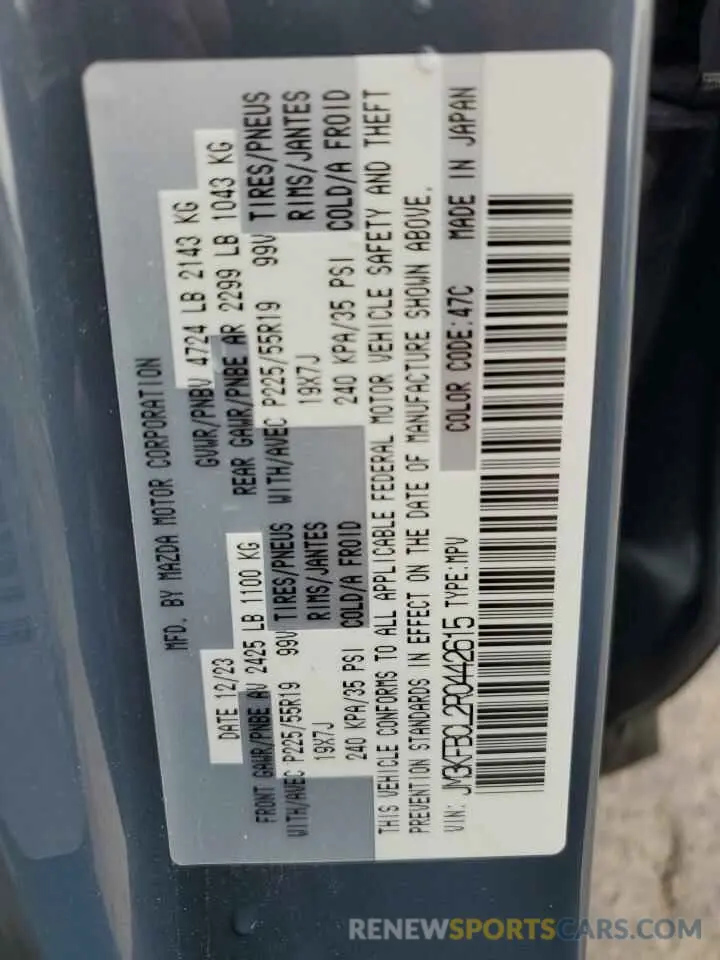 MFD. BY MAZDA MOTOR CORPORATION
DATE 12/23
GVWR/PNBV 4724 LB 2143 KG
FRONT GAWR/PNBE AV 2425 LB 1100 KG
REAR GAWR/PNBE AR 2299 LB 1043 KG
WITH/AVEC P225/55R19 99V TIRES/PNEUS
WITH/AVEC P225/55R19 99V TIRES/PNEUS
19X7J RIMS/JANTES
19X7J RIMS/JANTES
240 KPA/35 PSI COLD/A FROID
240 KPA/35 PSI COLD/A FROID
THIS VEHICLE CONFORMS TO ALL APPLICABLE FEDERAL MOTOR VEHICLE SAFETY AND THEFT
PREVENTION STANDARDS IN EFFECT ON THE DATE OF MANUFACTURE SHOWN ABOVE.
VIN: JM3KFBCL2R0442615 TYPE:MPV COLOR CODE:47C MADE IN JAPAN
RENEWSPORTSCARS.COM